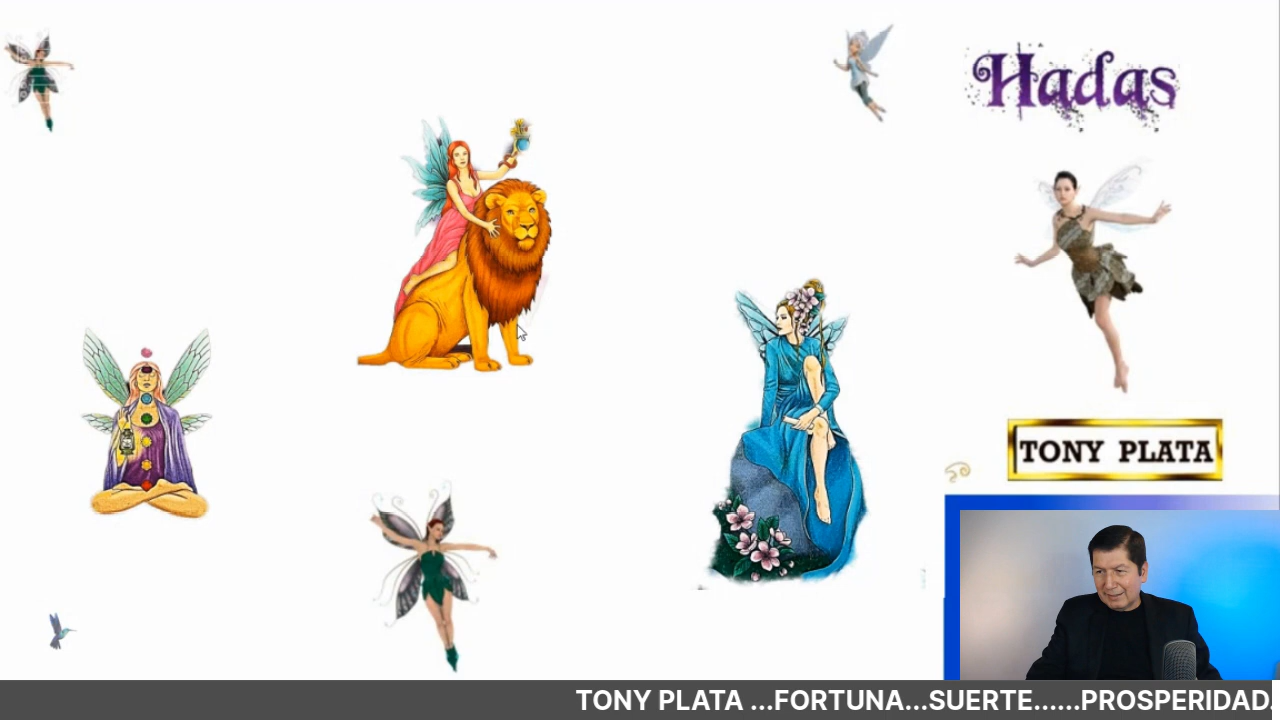 Hadas
TONY PLATA
TONY PLATA ...FORTUNA...SUERTE......PROSPERIDAD.